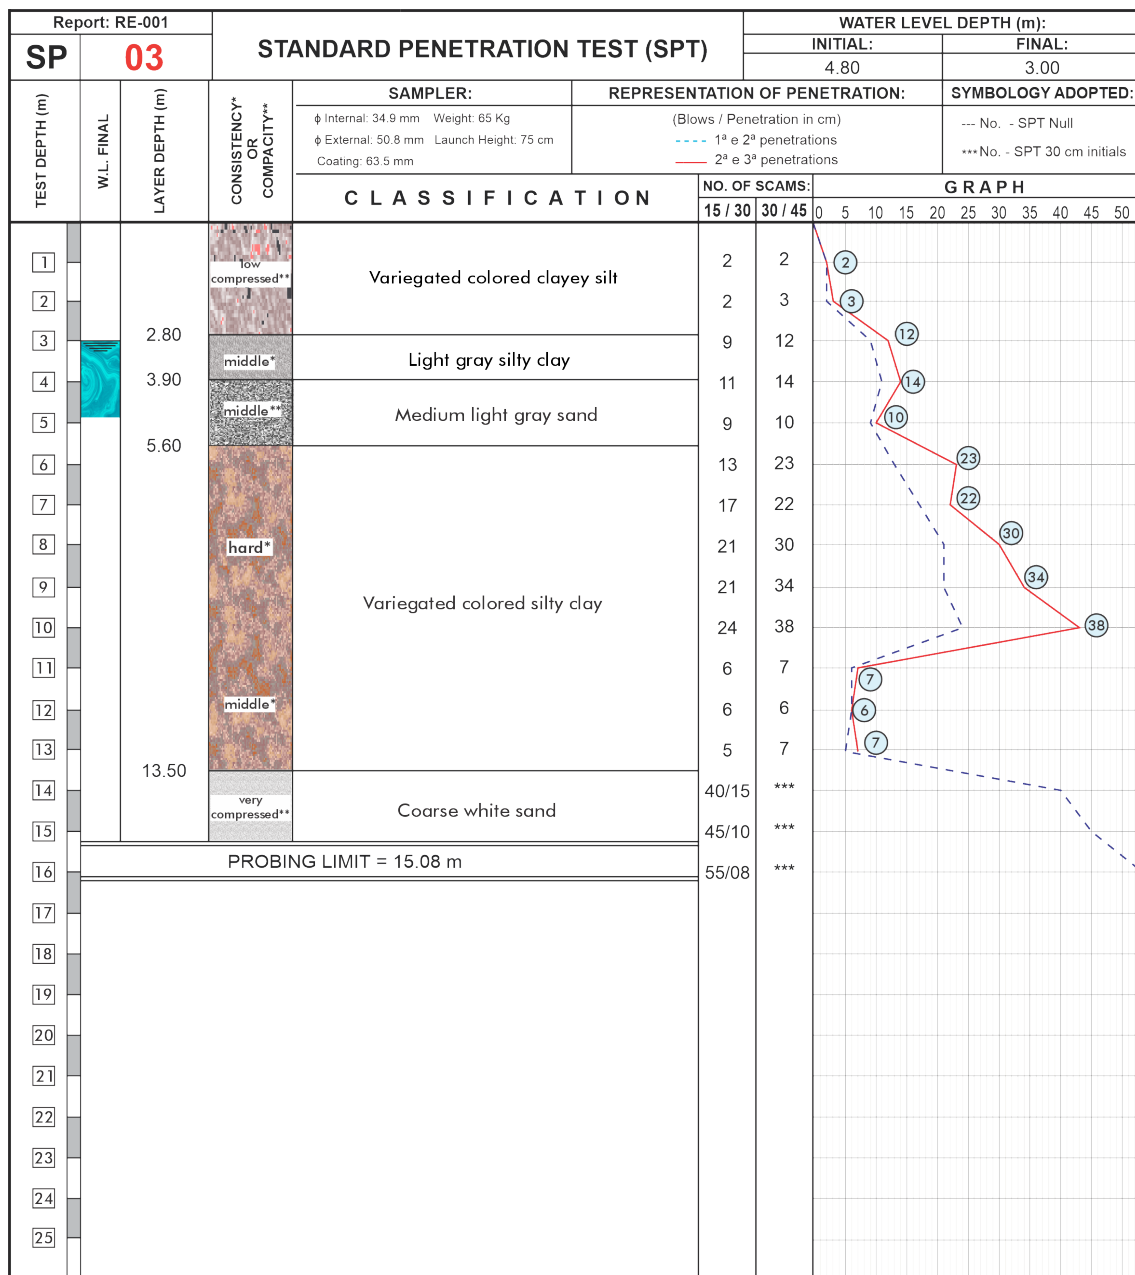 Report: RE-001
SP 03
STANDARD PENETRATION TEST (SPT)
WATER LEVEL DEPTH (m):
INITIAL: FINAL:
4.80 3.00
TEST DEPTH (m)
W.L. FINAL
LAYER DEPTH (m)
CONSISTENCY*
OR
COMPACITY**
SAMPLER:
ϕ Internal: 34.9 mm Weight: 65 Kg
ϕ External: 50.8 mm Launch Height: 75 cm
Coating: 63.5 mm
REPRESENTATION OF PENETRATION:
(Blows / Penetration in cm)
1ª e 2ª penetrations
2ª e 3ª penetrations
SYMBOLOGY ADOPTED:
--- No. - SPT Null
***No. - SPT 30 cm initials
CLASSIFICATION
NO. OF SCAMS:
15 / 30 30 / 45
GRAPH
0 5 10 15 20 25 30 35 40 45 50
1 low 2 2 2
compressed** Variegated colored clayey silt
2 2 3 3
2.80
3 9 12 12
middle* Light gray silty clay
3.90
4 11 14 14
middle** Medium light gray sand
5 9 10 10
5.60
6 13 23 23
7 17 22 22
8 hard* 21 30 30
9 21 34 34
Variegated colored silty clay
10 24 38 38
11 6 7 7
middle*
12 6 6 6
13 5 7 7
13.50
14 40/15 ***
very
compressed** Coarse white sand
15 45/10 ***
PROBING LIMIT = 15.08 m
16 55/08 ***
17
18
19
20
21
22
23
24
25